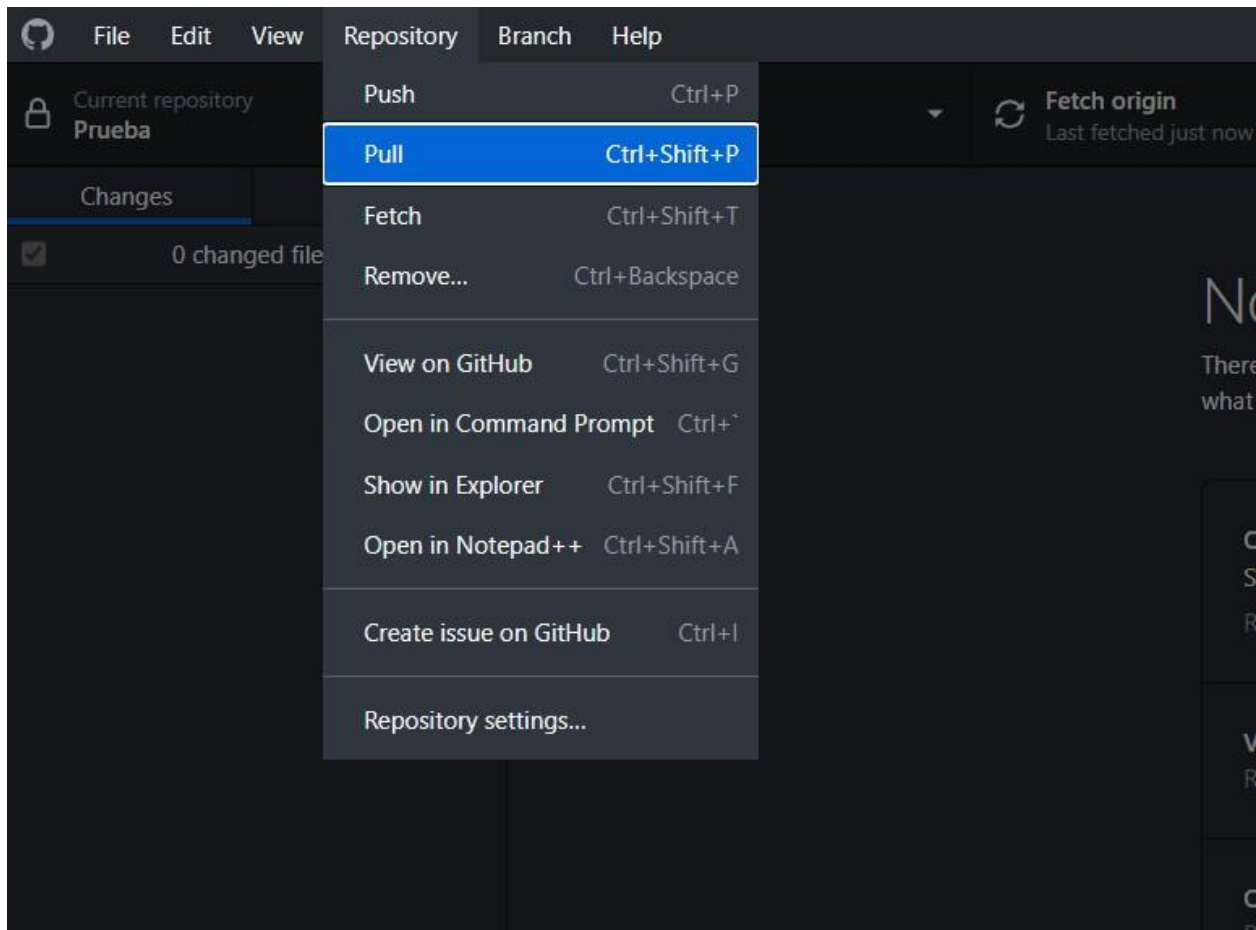 File Edit View Repository Branch Help
Current repository
Prueba
Fetch origin
Last fetched just now
Changes
0 changed file
Push Ctrl+P
Pull Ctrl+Shift+P
Fetch Ctrl+Shift+T
Remove... Ctrl+Backspace
View on GitHub Ctrl+Shift+G
Open in Command Prompt Ctrl+`
Show in Explorer Ctrl+Shift+F
Open in Notepad++ Ctrl+Shift+A
Create issue on GitHub Ctrl+I
Repository settings...
There
what